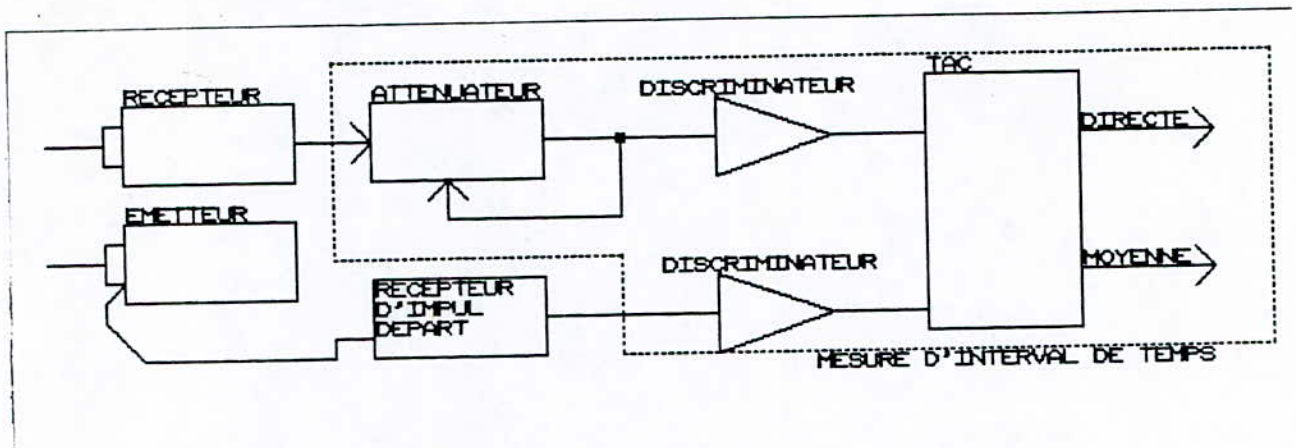 TAC
RECEPTEUR
ATTENUATEUR
DISCRIMINATEUR
DIRECTE
EMETTEUR
MOYENNE
DISCRIMINATEUR
RECEPTEUR
D'IMPUL
DEPART
MESURE D'INTERVAL DE TEMPS